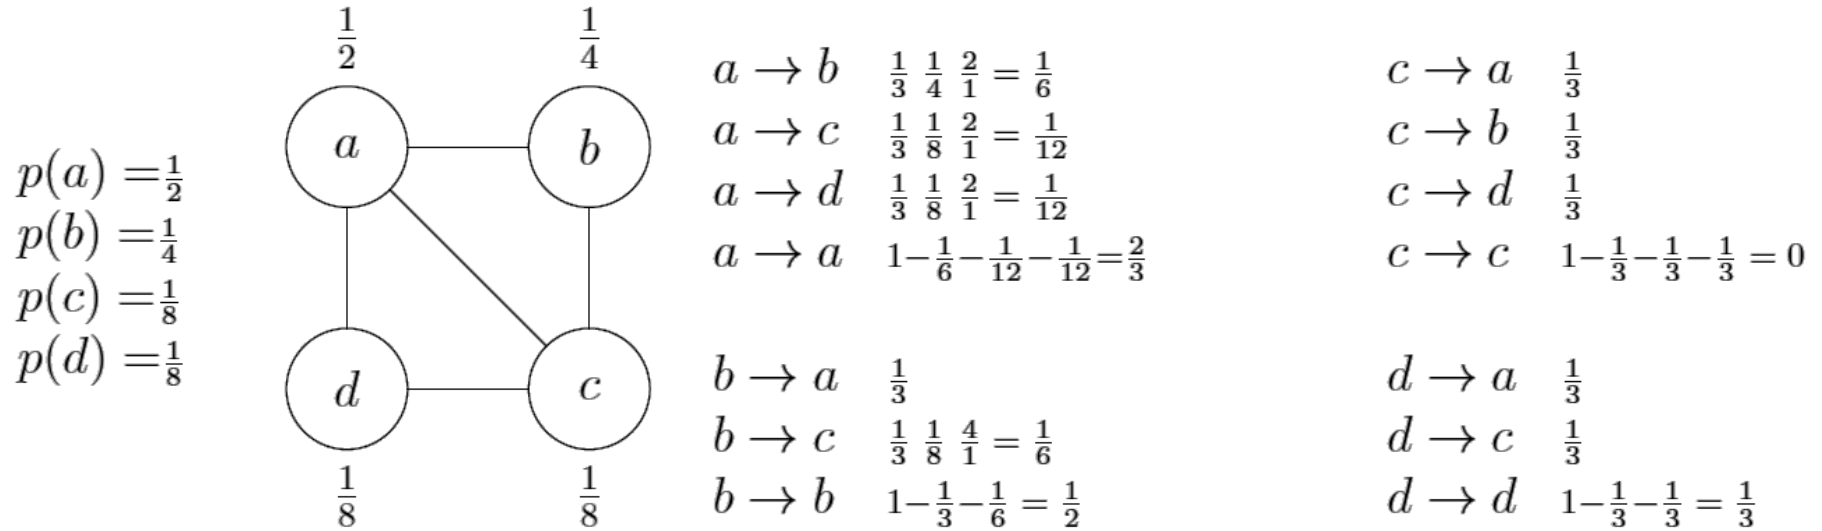 p(a) = 1/2
p(b) = 1/4
p(c) = 1/8
p(d) = 1/8
1/2 1/4
a b
d c
1/8 1/8
a → b 1/3 1/4 2/1 = 1/6
a → c 1/3 1/8 2/1 = 1/12
a → d 1/3 1/8 2/1 = 1/12
a → a 1−1/6−1/12−1/12=2/3
b → a 1/3
b → c 1/3 1/8 4/1 = 1/6
b → b 1−1/3−1/6 = 1/2
c → a 1/3
c → b 1/3
c → d 1/3
c → c 1−1/3−1/3−1/3 = 0
d → a 1/3
d → c 1/3
d → d 1−1/3−1/3 = 1/3